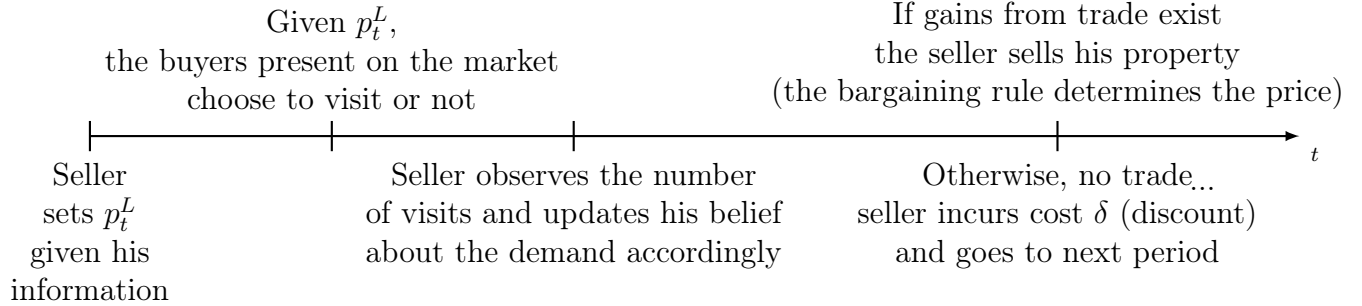 Given $p_t^L$,
the buyers present on the market
choose to visit or not
If gains from trade exist
the seller sells his property
(the bargaining rule determines the price)
t
Seller
sets $p_t^L$
given his
information
Seller observes the number
of visits and updates his belief
about the demand accordingly
Otherwise, no trade...
seller incurs cost δ (discount)
and goes to next period